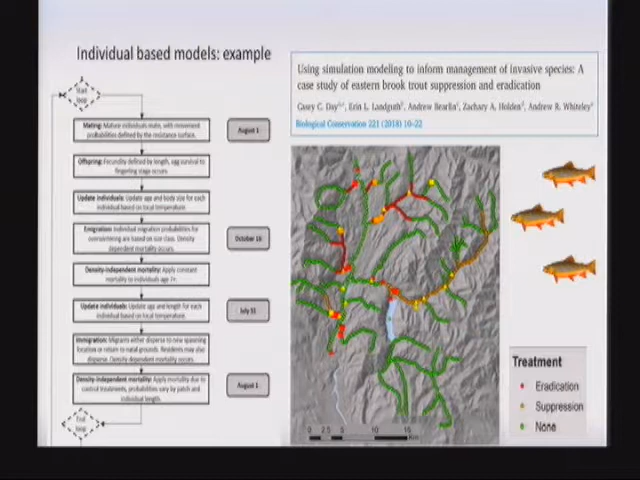 Individual based models: example
Start
loop
Mating: Mature individuals mate, with movement
probabilities defined by the resistance surface.
August 1
Offspring: Fecundity defined by length, egg survival to
fingerling stage occurs.
Update individuals: Update age and body size for each
individual based on local temperature.
Emigration: Individual migration probabilities for
overwintering are based on size class. Density
dependent mortality occurs.
October 16
Density-independent mortality: Apply constant
mortality to individuals age
Update individuals: Update age and length for each
individual based on local temperature.
July 31
Immigration: Migrants either disperse to new spawning
location or return to natal grounds. Residents may also
disperse. Density dependent mortality occurs.
Density-independent mortality: Apply mortality due to
control treatments, probabilities vary by patch and
individual length.
August 1
End
loop
Using simulation modeling to inform management of invasive species: A
case study of eastern brook trout suppression and eradication
Casey C. Day, Erin L. Landguth, Andrew Bearlin, Zachary A. Holden, Andrew R. Whiteley
Biological Conservation 221 (2018) 10–22
Treatment
Eradication
Suppression
None
0 2.5 5 10 15
Km